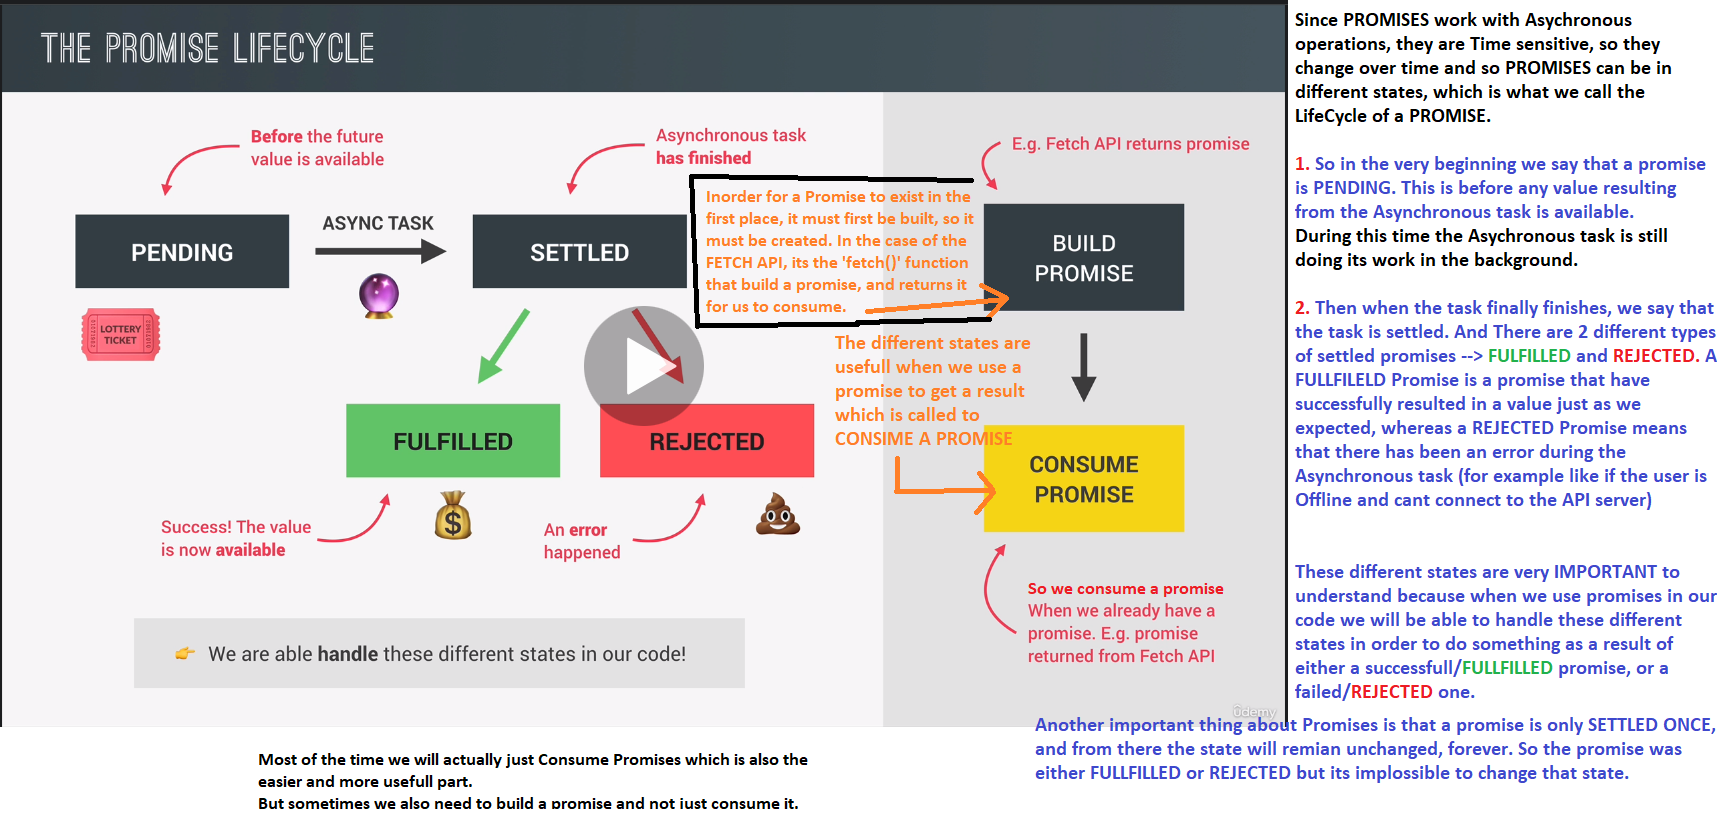 THE PROMISE LIFECYCLE
Before the future
value is available
Asynchronous task
has finished
E.g. Fetch API returns promise
PENDING
ASYNC TASK
SETTLED
BUILD
PROMISE
LOTTERY
TICKET
Inorder for a Promise to exist in the
first place, it must first be built, so it
must be created. In the case of the
FETCH API, its the 'fetch()' function
that build a promise, and returns it
for us to consume.
The different states are
usefull when we use a
promise to get a result
which is called to
CONSIME A PROMISE
FULFILLED
REJECTED
CONSUME
PROMISE
Success! The value
is now available
An error
happened
So we consume a promise
When we already have a
promise. E.g. promise
returned from Fetch API
We are able handle these different states in our code!
ûdemy
Since PROMISES work with Asychronous
operations, they are Time sensitive, so they
change over time and so PROMISES can be in
different states, which is what we call the
LifeCycle of a PROMISE.
1. So in the very beginning we say that a promise
is PENDING. This is before any value resulting
from the Asynchronous task is available.
During this time the Asychronous task is still
doing its work in the background.
2. Then when the task finally finishes, we say that
the task is settled. And There are 2 different types
of settled promises --> FULFILLED and REJECTED. A
FULLFILELD Promise is a promise that have
successfully resulted in a value just as we
expected, whereas a REJECTED Promise means
that there has been an error during the
Asynchronous task (for example like if the user is
Offline and cant connect to the API server)
These different states are very IMPORTANT to
understand because when we use promises in our
code we will be able to handle these different
states in order to do something as a result of
either a successfull/FULLFILLED promise, or a
failed/REJECTED one.
Another important thing about Promises is that a promise is only SETTLED ONCE,
and from there the state will remian unchanged, forever. So the promise was
either FULLFILLED or REJECTED but its implossible to change that state.
Most of the time we will actually just Consume Promises which is also the
easier and more usefull part.
But sometimes we also need to build a promise and not just consume it.